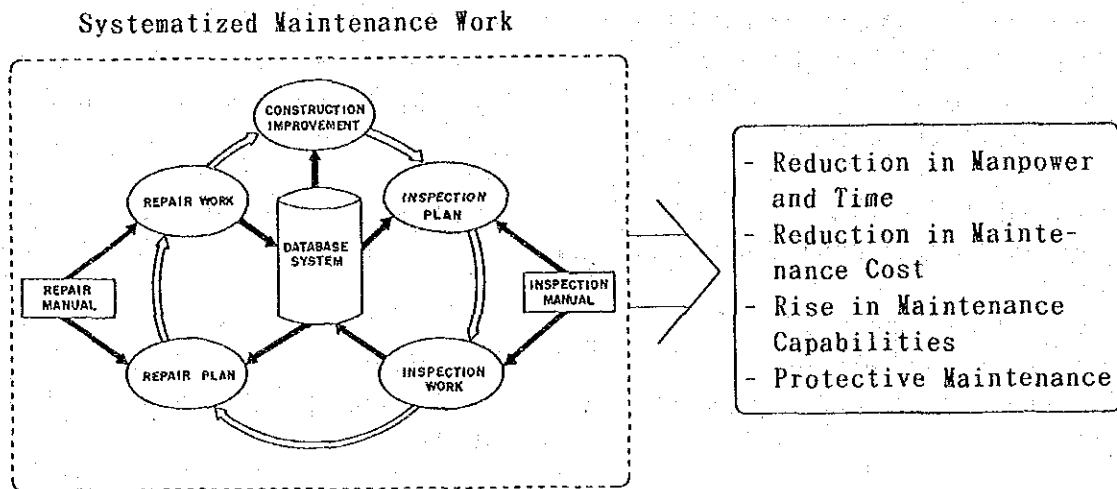 Systematized Maintenance Work
CONSTRUCTION
IMPROVEMENT
REPAIR WORK
INSPECTION
PLAN
DATABASE
SYSTEM
REPAIR
MANUAL
INSPECTION
MANUAL
REPAIR PLAN
INSPECTION
WORK
- Reduction in Manpower
and Time
- Reduction in Mainte-
nance Cost
- Rise in Maintenance
Capabilities
- Protective Maintenance